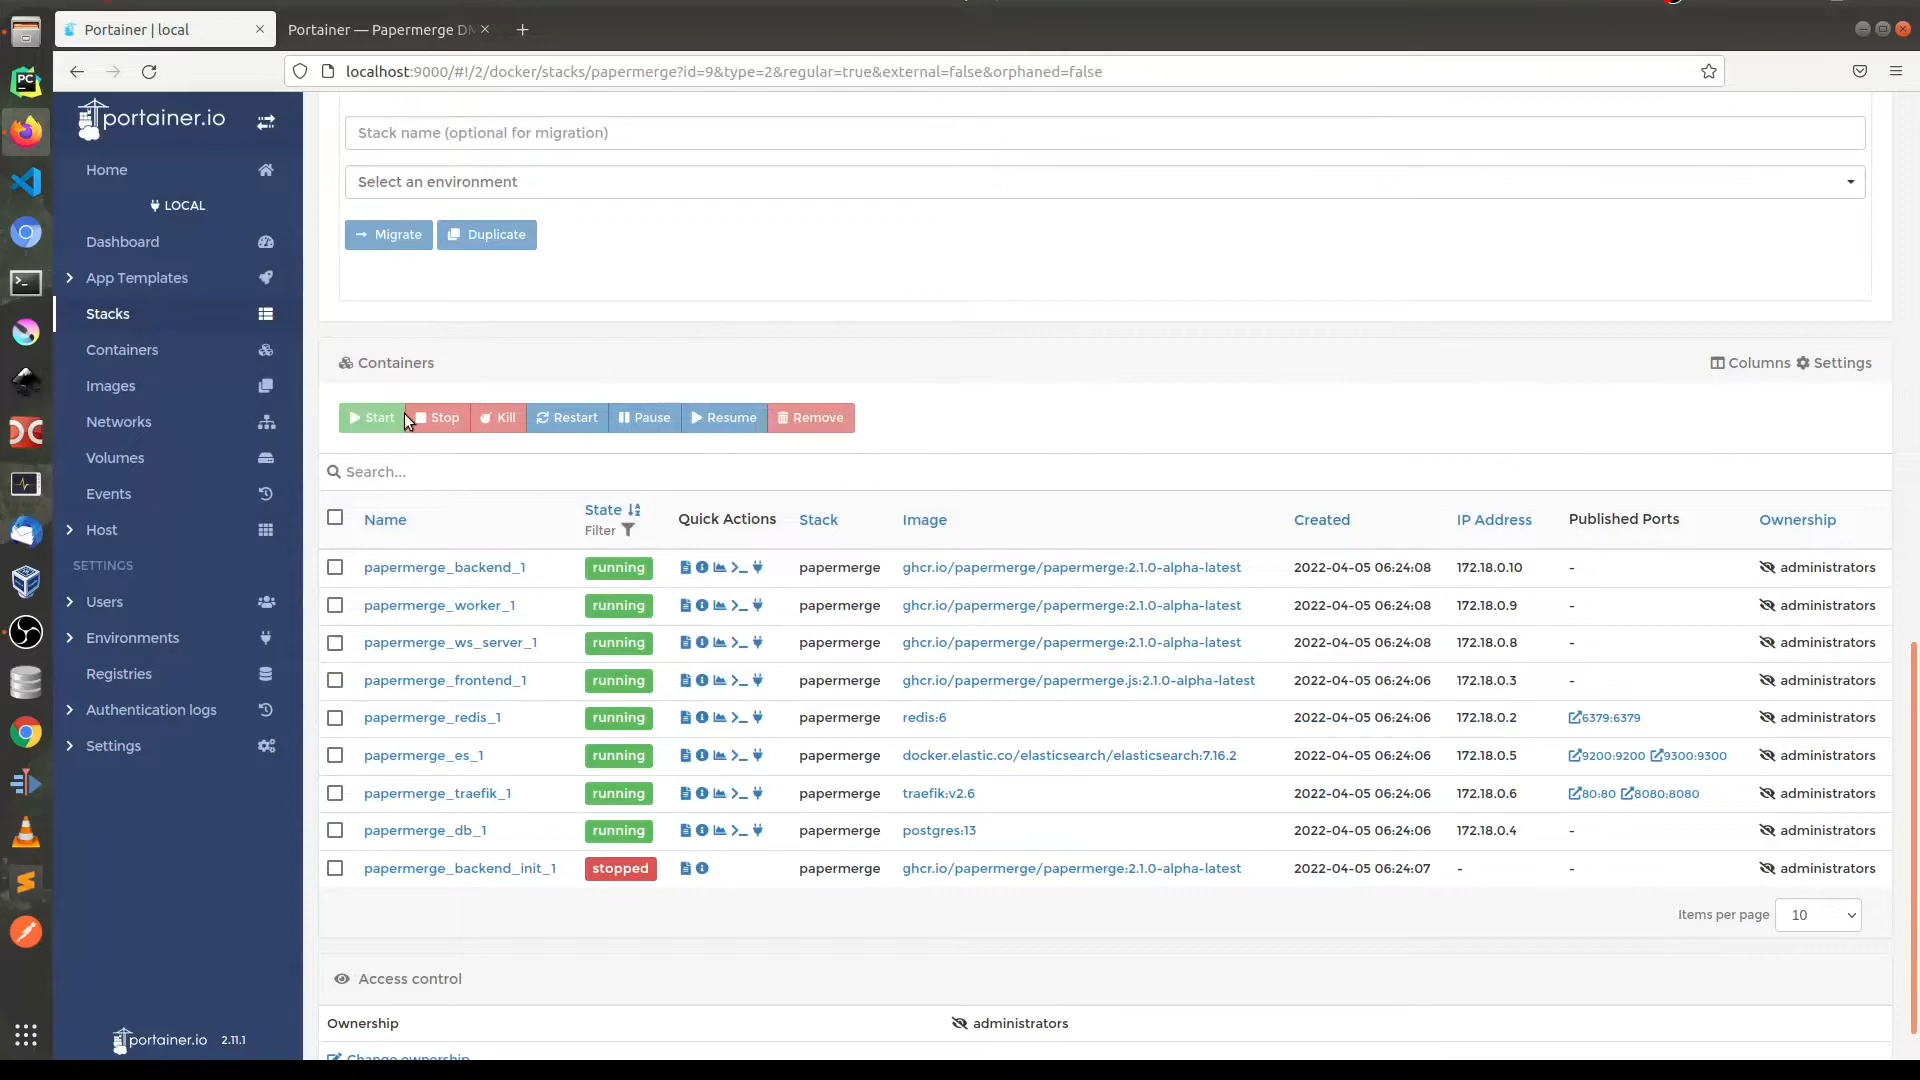 Portainer | local
Portainer — Papermerge DM
localhost:9000/#!/2/docker/stacks/papermerge?id=9&type=2&regular=true&external=false&orphaned=false
portainer.io
Home
LOCAL
Dashboard
App Templates
Stacks
Containers
Images
Networks
Volumes
Events
Host
SETTINGS
Users
Environments
Registries
Authentication logs
Settings
portainer.io 2.11.1
Stack name (optional for migration)
Select an environment
Migrate Duplicate
Containers Columns Settings
Start Stop Kill Restart Pause Resume Remove
Search...
Name State Filter Quick Actions Stack Image Created IP Address Published Ports Ownership
papermerge_backend_1 running papermerge ghcr.io/papermerge/papermerge:2.1.0-alpha-latest 2022-04-05 06:24:08 172.18.0.10 - administrators
papermerge_worker_1 running papermerge ghcr.io/papermerge/papermerge:2.1.0-alpha-latest 2022-04-05 06:24:08 172.18.0.9 - administrators
papermerge_ws_server_1 running papermerge ghcr.io/papermerge/papermerge:2.1.0-alpha-latest 2022-04-05 06:24:08 172.18.0.8 - administrators
papermerge_frontend_1 running papermerge ghcr.io/papermerge/papermerge.js:2.1.0-alpha-latest 2022-04-05 06:24:06 172.18.0.3 - administrators
papermerge_redis_1 running papermerge redis:6 2022-04-05 06:24:06 172.18.0.2 6379:6379 administrators
papermerge_es_1 running papermerge docker.elastic.co/elasticsearch/elasticsearch:7.16.2 2022-04-05 06:24:06 172.18.0.5 9200:9200 9300:9300 administrators
papermerge_traefik_1 running papermerge traefik:v2.6 2022-04-05 06:24:06 172.18.0.6 80:80 8080:8080 administrators
papermerge_db_1 running papermerge postgres:13 2022-04-05 06:24:06 172.18.0.4 - administrators
papermerge_backend_init_1 stopped papermerge ghcr.io/papermerge/papermerge:2.1.0-alpha-latest 2022-04-05 06:24:07 - - administrators
Items per page 10
Access control
Ownership administrators
Change ownership